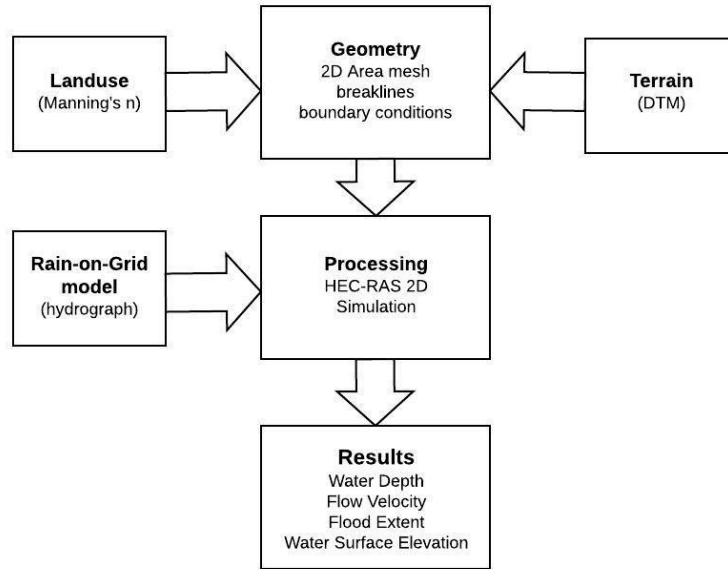 Landuse
(Manning's n)
Geometry
2D Area mesh
breaklines
boundary conditions
Terrain
(DTM)
Rain-on-Grid
model
(hydrograph)
Processing
HEC-RAS 2D
Simulation
Results
Water Depth
Flow Velocity
Flood Extent
Water Surface Elevation